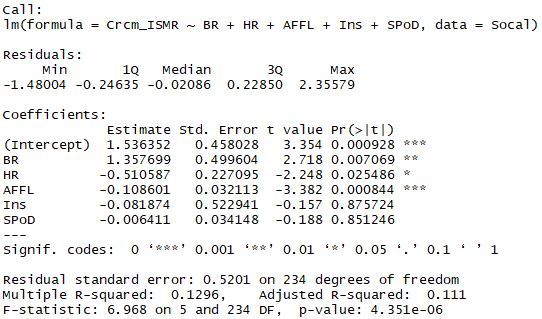 Call:
lm(formula = Crcm_ISMR ~ BR + HR + AFFL + Ins + SPoD, data = Socal)
Residuals:
Min 1Q Median 3Q Max
-1.48004 -0.24635 -0.02086 0.22850 2.35579
Coefficients:
Estimate Std. Error t value Pr(>|t|)
(Intercept) 1.536352 0.458028 3.354 0.000928 ***
BR 1.357699 0.499604 2.718 0.007069 **
HR -0.510587 0.227095 -2.248 0.025486 *
AFFL -0.108601 0.032113 -3.382 0.000844 ***
Ins -0.081874 0.522941 -0.157 0.875724
SPoD -0.006411 0.034148 -0.188 0.851246
---
Signif. codes: 0 ‘***’ 0.001 ‘**’ 0.01 ‘*’ 0.05 ‘.’ 0.1 ‘ ’ 1
Residual standard error: 0.5201 on 234 degrees of freedom
Multiple R-squared: 0.1296, Adjusted R-squared: 0.111
F-statistic: 6.968 on 5 and 234 DF, p-value: 4.351e-06